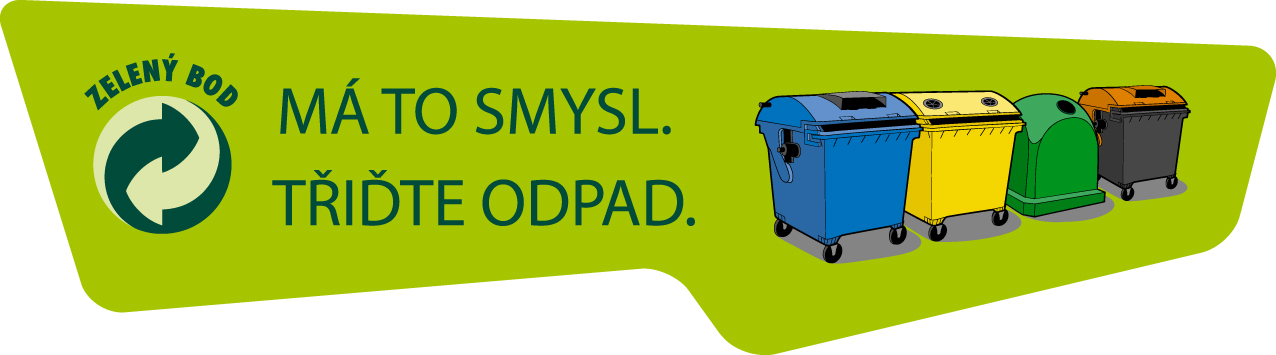 ZELENÝ BOD
MÁ TO SMYSL.
TŘIĎTE ODPAD.